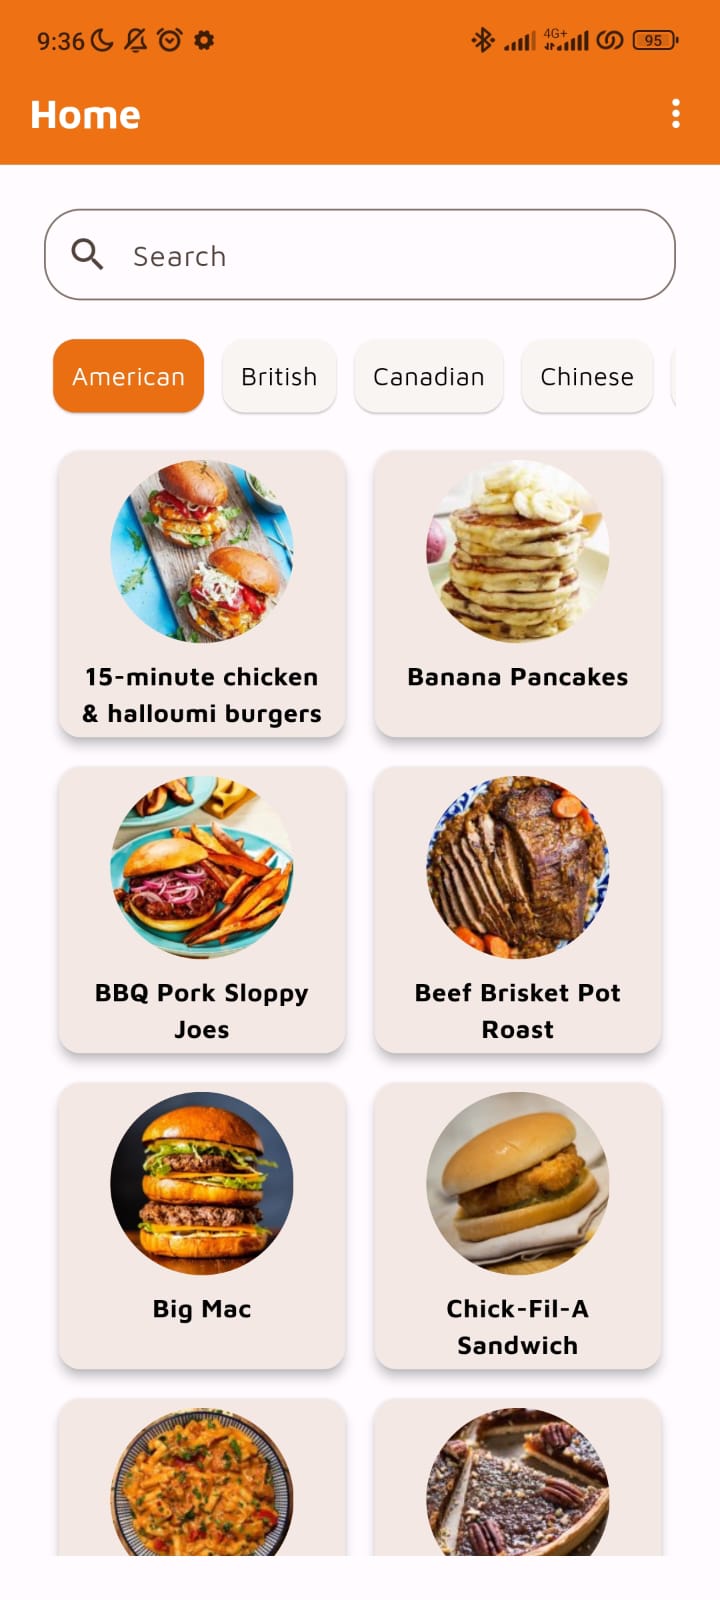 9:36
4G+
95
Home
Search
American British Canadian Chinese
15-minute chicken
& halloumi burgers
Banana Pancakes
BBQ Pork Sloppy
Joes
Beef Brisket Pot
Roast
Big Mac
Chick-Fil-A
Sandwich